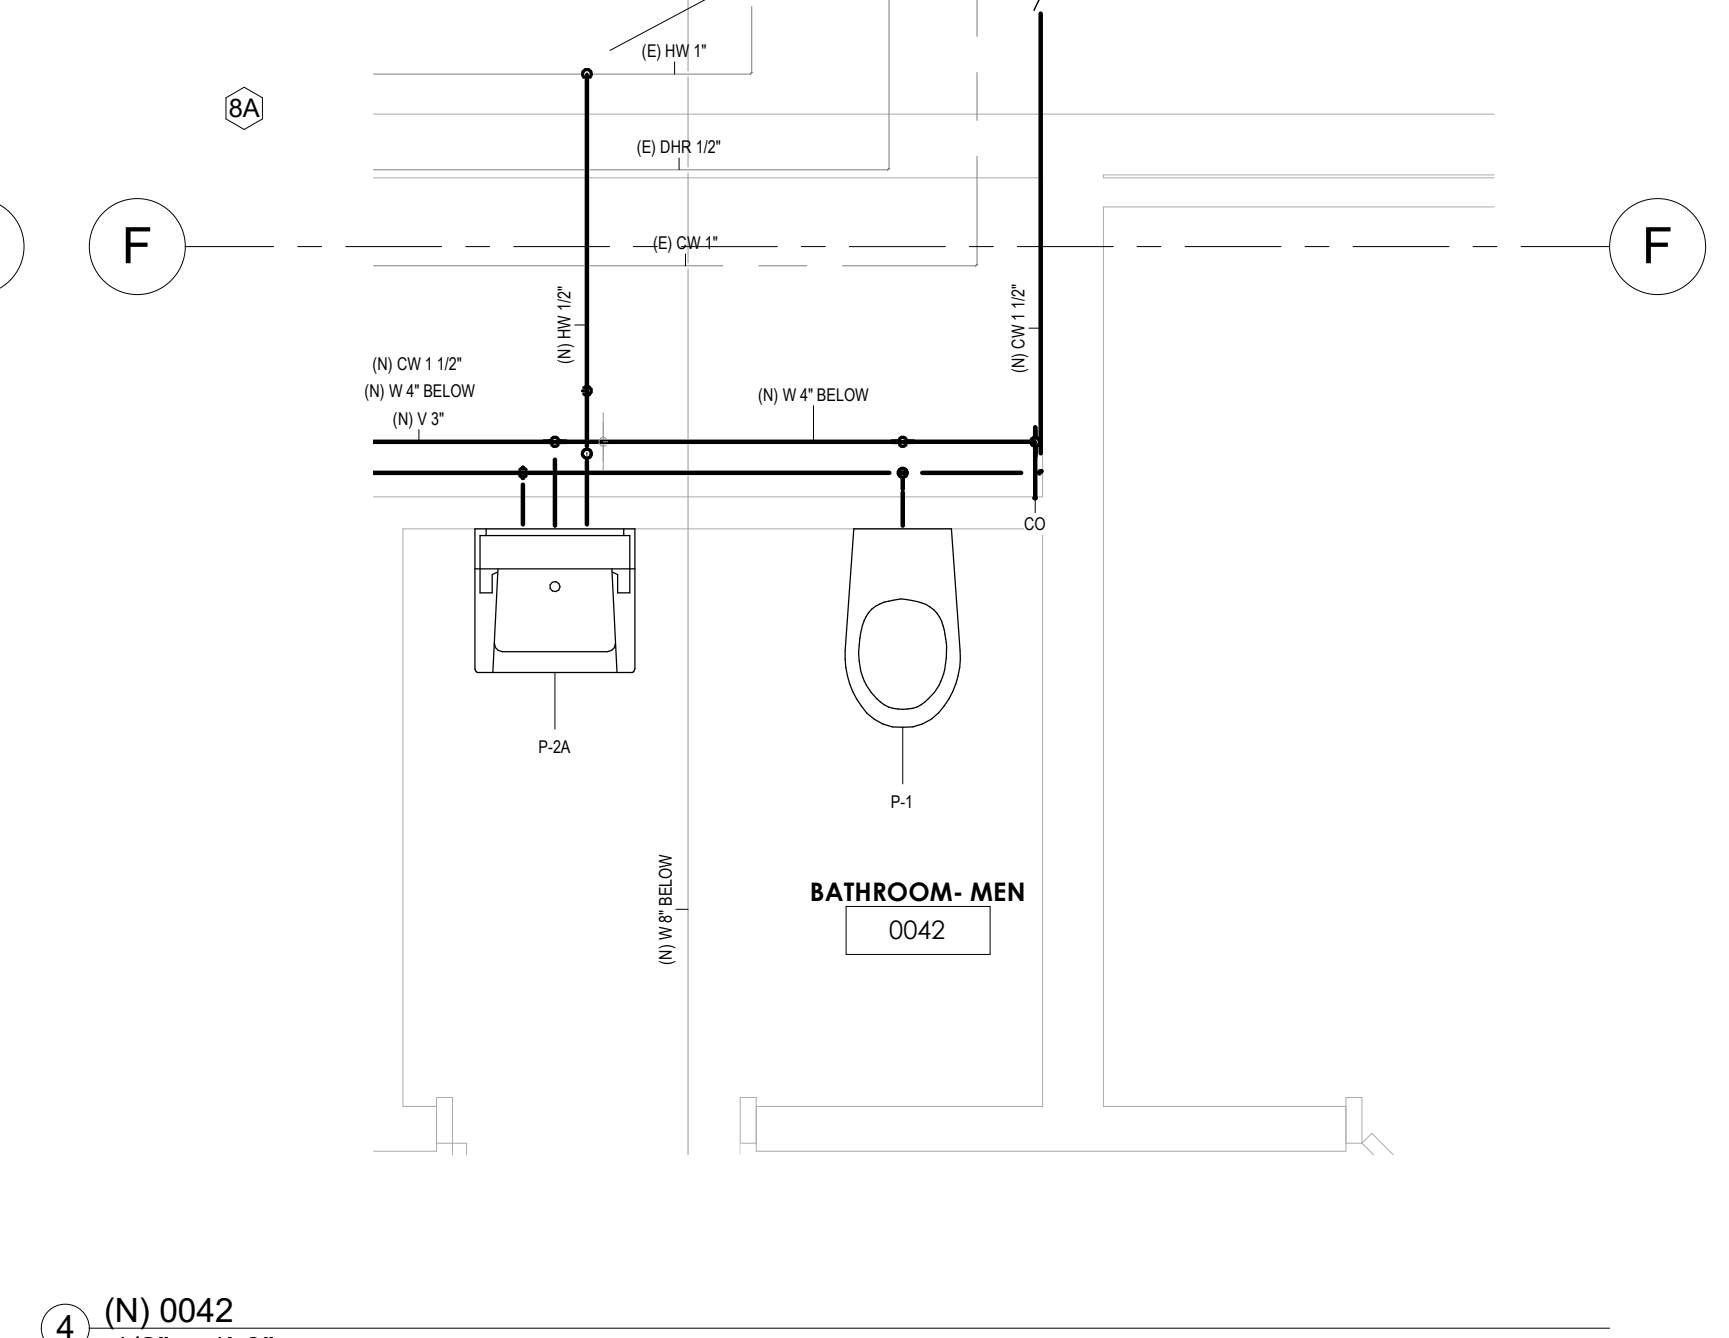 (E) HW 1"
8A
(E) DHR 1/2"
F
(E) CW 1"
F
(N) HW 1/2"
(N) CW 1 1/2"
(N) CW 1 1/2"
(N) W 4" BELOW
(N) V 3"
(N) W 4" BELOW
CO
P-2A
P-1
(N) W 8" BELOW
BATHROOM- MEN
0042
4
(N) 0042